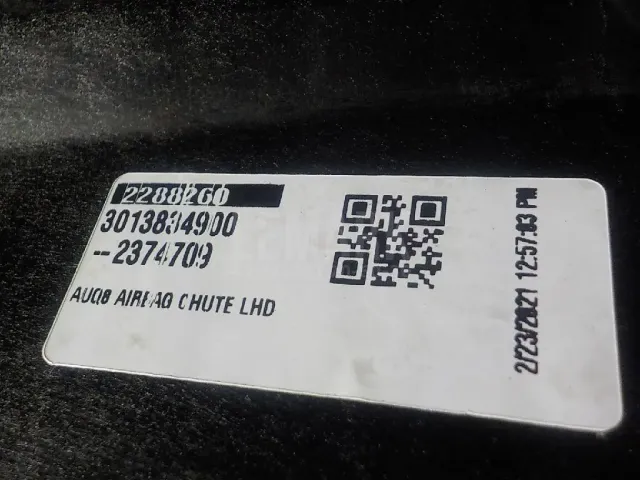 2288260
3013834900
--2374709
AUQ8 AIRBAG CHUTE LHD
2/23/2021 12:57:03 PM